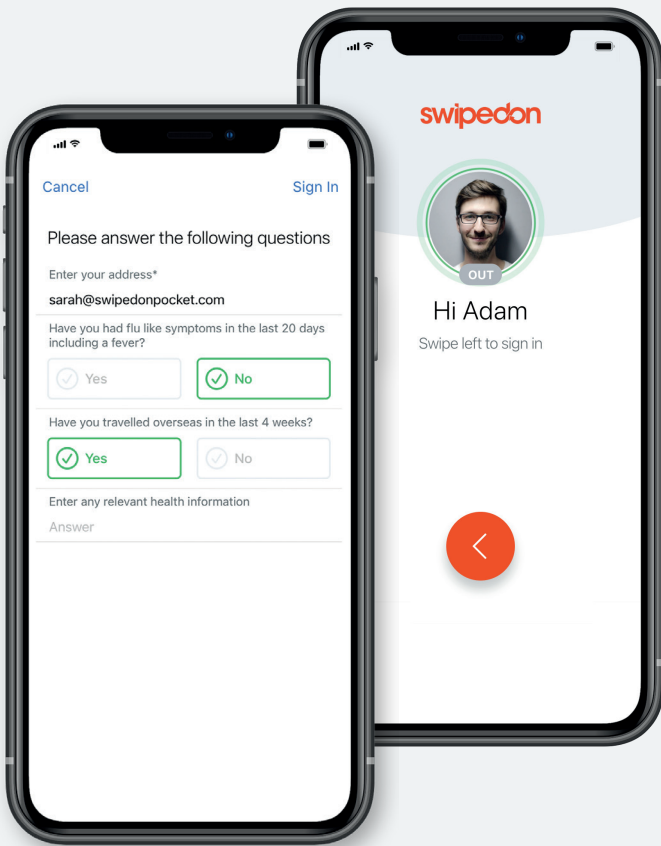 Cancel
Sign In
Please answer the following questions
Enter your address*
sarah@swipedonpocket.com
Have you had flu like symptoms in the last 20 days
including a fever?
Yes
No
Have you travelled overseas in the last 4 weeks?
Yes
No
Enter any relevant health information
Answer
swipedon
OUT
Hi Adam
Swipe left to sign in